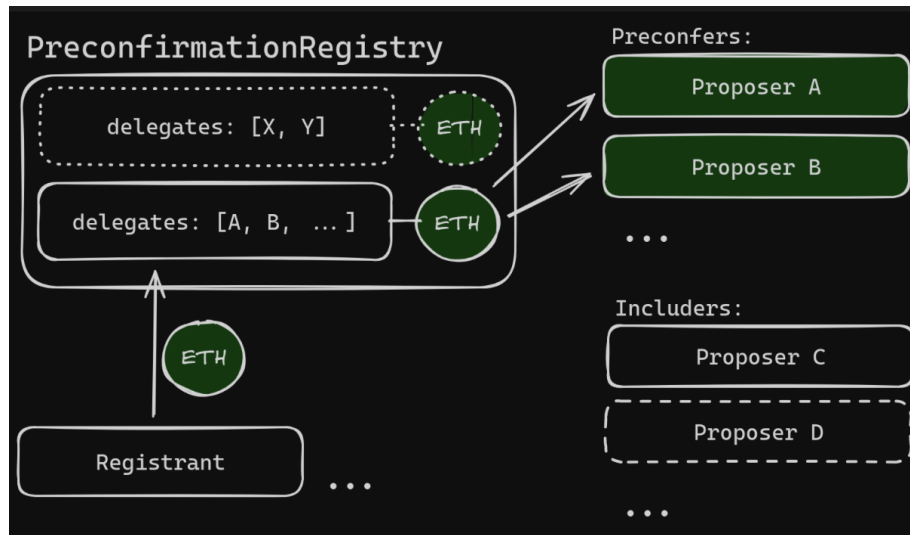 PreconfirmationRegistry
delegates: [X, Y]
ETH
delegates: [A, B, ...]
ETH
ETH
Registrant
...
Preconfers:
Proposer A
Proposer B
...
Includers:
Proposer C
Proposer D
...